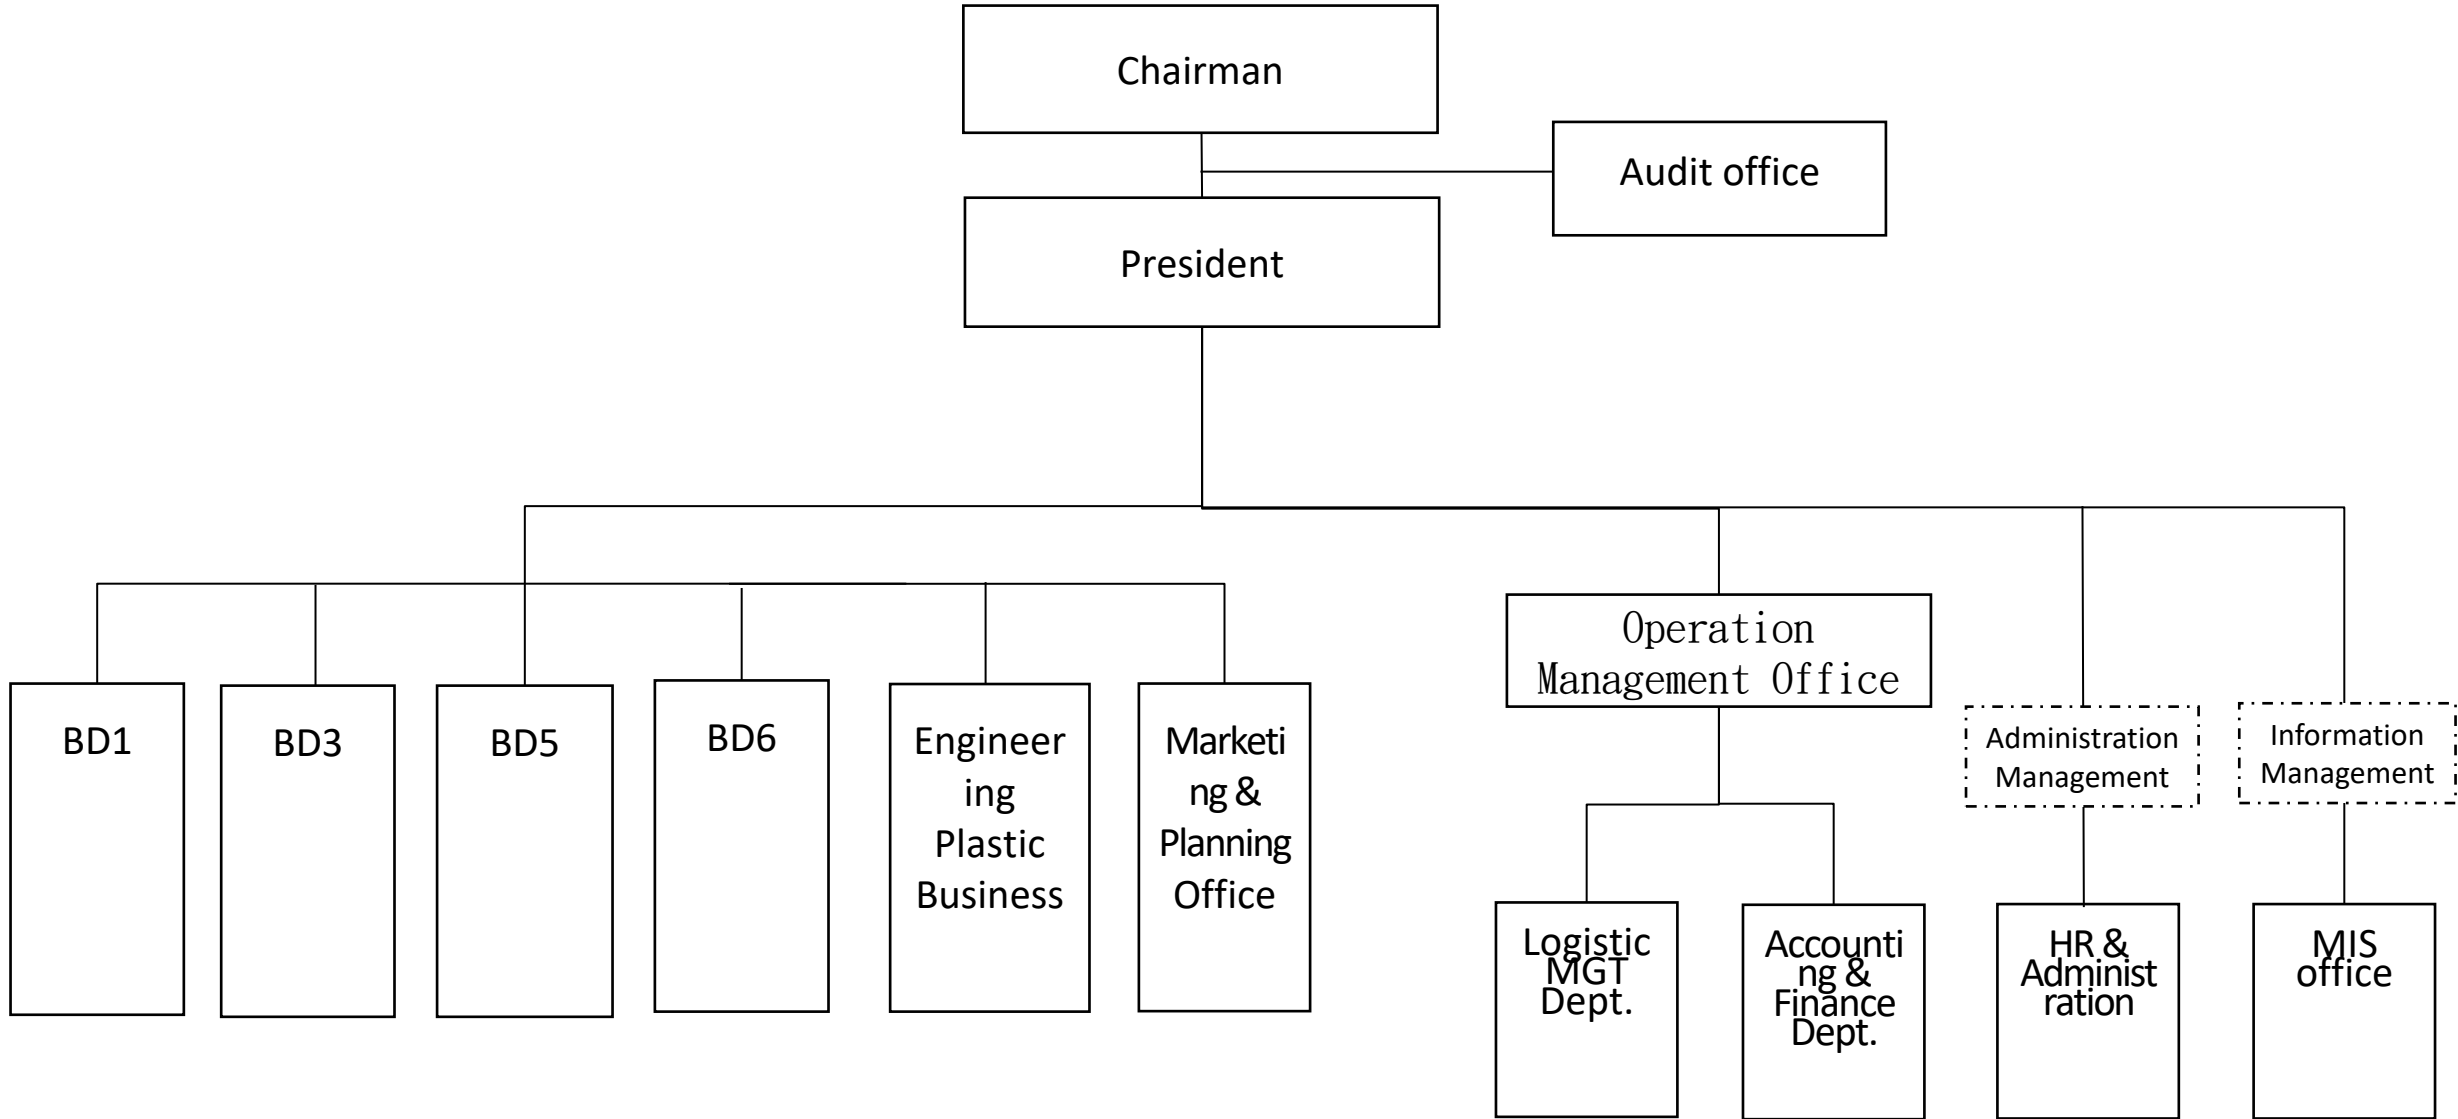 Chairman
Audit office
President
Operation
Management Office
BD1
BD3
BD5
BD6
Engineer
ing
Plastic
Business
Marketi
ng &
Planning
Office
Administration
Management
Information
Management
Logistic
MGT
Dept.
Accounti
ng &
Finance
Dept.
HR &
Administ
ration
MIS
office